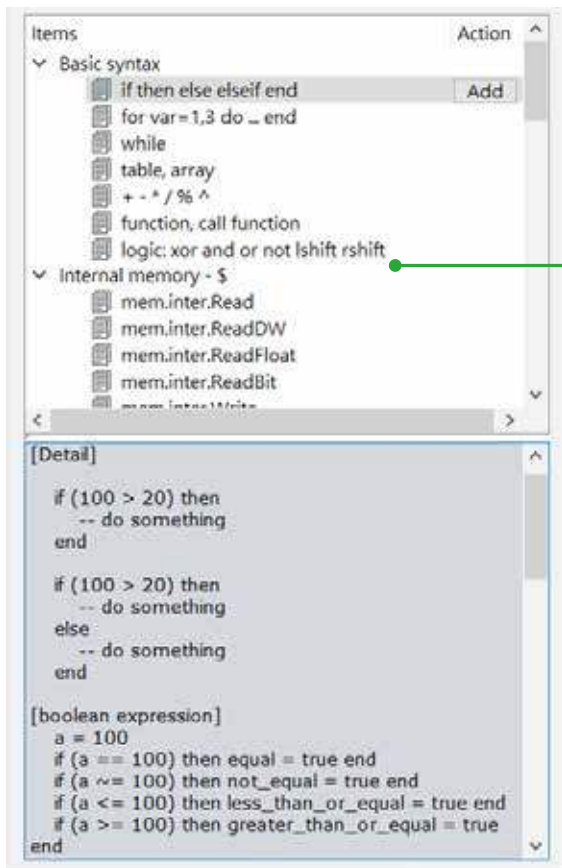 Items Action
Basic syntax
if then else elseif end Add
for var=1,3 do ... end
while
table, array
+ - * / % ^
function, call function
logic: xor and or not lshift rshift
Internal memory - $
mem.inter.Read
mem.inter.ReadDW
mem.inter.ReadFloat
mem.inter.ReadBit
mem.inter.Write
[Detail]
if (100 > 20) then
-- do something
end
if (100 > 20) then
-- do something
else
-- do something
end
[boolean expression]
a = 100
if (a == 100) then equal = true end
if (a ~= 100) then not_equal = true end
if (a <= 100) then less_than_or_equal = true end
if (a >= 100) then greater_than_or_equal = true
end